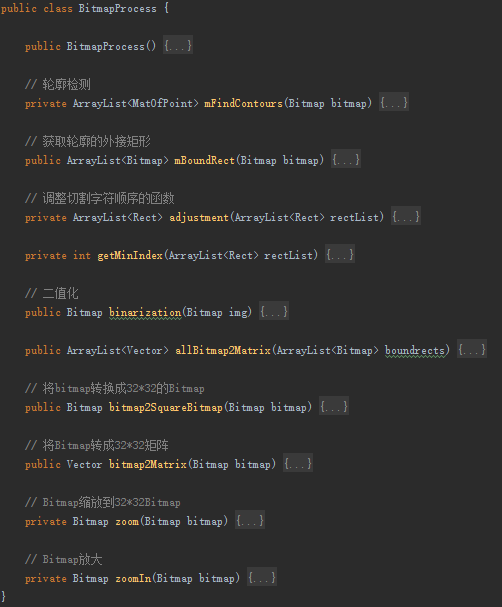 public class BitmapProcess {
public BitmapProcess() {...}
// 轮廓检测
private ArrayList<MatOfPoint> mFindContours(Bitmap bitmap) {...}
// 获取轮廓的外接矩形
public ArrayList<Bitmap> mBoundRect(Bitmap bitmap) {...}
// 调整切割字符顺序的函数
private ArrayList<Rect> adjustment(ArrayList<Rect> rectList) {...}
private int getMinIndex(ArrayList<Rect> rectList) {...}
// 二值化
public Bitmap binarization(Bitmap img) {...}
public ArrayList<Vector> allBitmap2Matrix(ArrayList<Bitmap> boundrects) {...}
// 将bitmap转换成32*32的Bitmap
public Bitmap bitmap2SquareBitmap(Bitmap bitmap) {...}
// 将Bitmap转成32*32矩阵
public Vector bitmap2Matrix(Bitmap bitmap) {...}
// Bitmap缩放到32*32Bitmap
private Bitmap zoom(Bitmap bitmap) {...}
// Bitmap放大
private Bitmap zoomIn(Bitmap bitmap) {...}
}